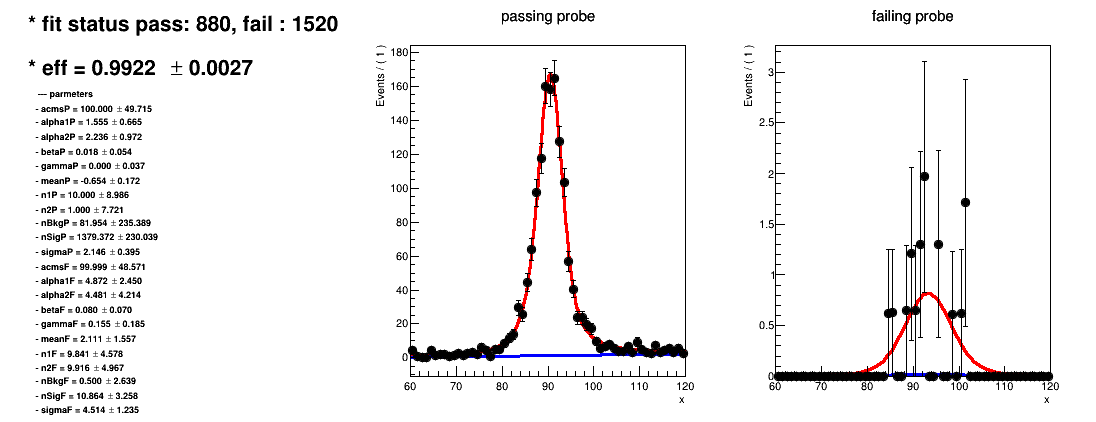 * fit status pass: 880, fail : 1520
* eff = 0.9922 ± 0.0027
--- parmeters
- acmsP = 100.000 ± 49.715
- alpha1P = 1.555 ± 0.665
- alpha2P = 2.236 ± 0.972
- betaP = 0.018 ± 0.054
- gammaP = 0.000 ± 0.037
- meanP = -0.654 ± 0.172
- n1P = 10.000 ± 8.986
- n2P = 1.000 ± 7.721
- nBkgP = 81.954 ± 235.389
- nSigP = 1379.372 ± 230.039
- sigmaP = 2.146 ± 0.395
- acmsF = 99.999 ± 48.571
- alpha1F = 4.872 ± 2.450
- alpha2F = 4.481 ± 4.214
- betaF = 0.080 ± 0.070
- gammaF = 0.155 ± 0.185
- meanF = 2.111 ± 1.557
- n1F = 9.841 ± 4.578
- n2F = 9.916 ± 4.967
- nBkgF = 0.500 ± 2.639
- nSigF = 10.864 ± 3.258
- sigmaF = 4.514 ± 1.235
passing probe
Events / ( 1 )
180
160
140
120
100
80
60
40
20
0
60 70 80 90 100 110 120
x
failing probe
Events / ( 1 )
3
2.5
2
1.5
1
0.5
0
60 70 80 90 100 110 120
x